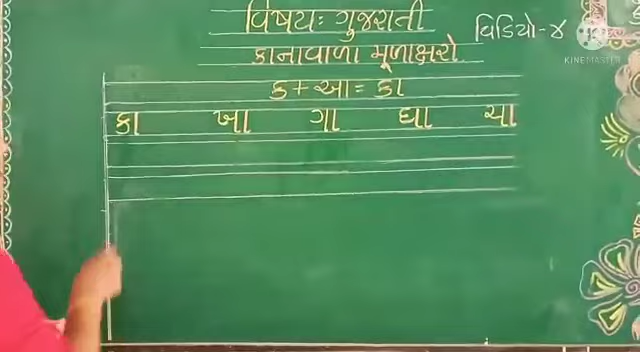 વિષયઃ ગુજરાતી
વિડિયો-૪
કાનાવાળા મૂળાક્ષરો
ક + આ = કા
કા ખા ગા ઘા ચા
KINEMASTER